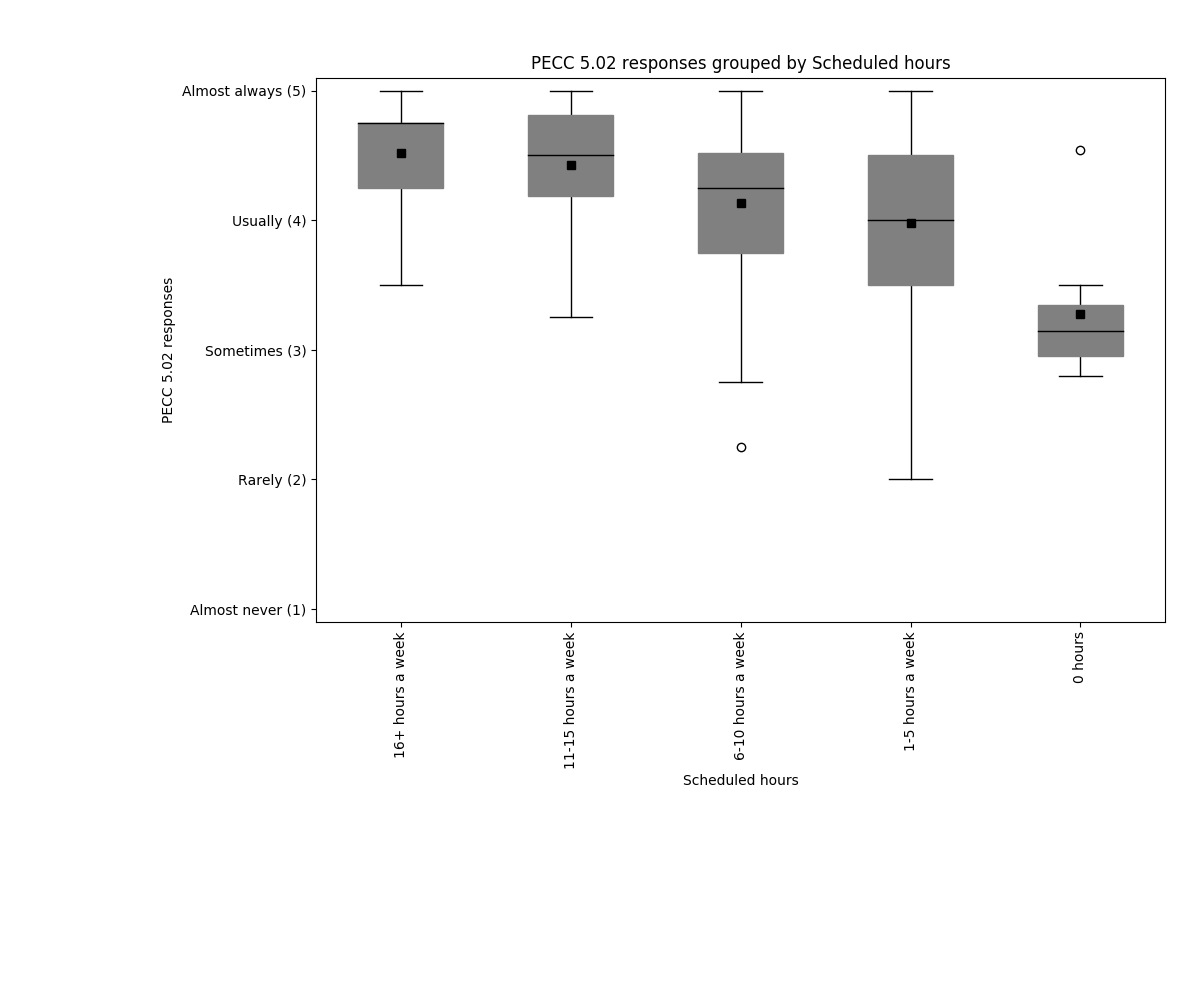 PECC 5.02 responses grouped by Scheduled hours
Almost always (5)
Usually (4)
Sometimes (3)
Rarely (2)
Almost never (1)
PECC 5.02 responses
16+ hours a week
11-15 hours a week
6-10 hours a week
1-5 hours a week
0 hours
Scheduled hours